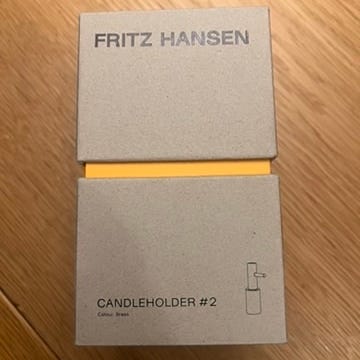 FRITZ HANSEN
CANDLEHOLDER #2
Colour: Brass